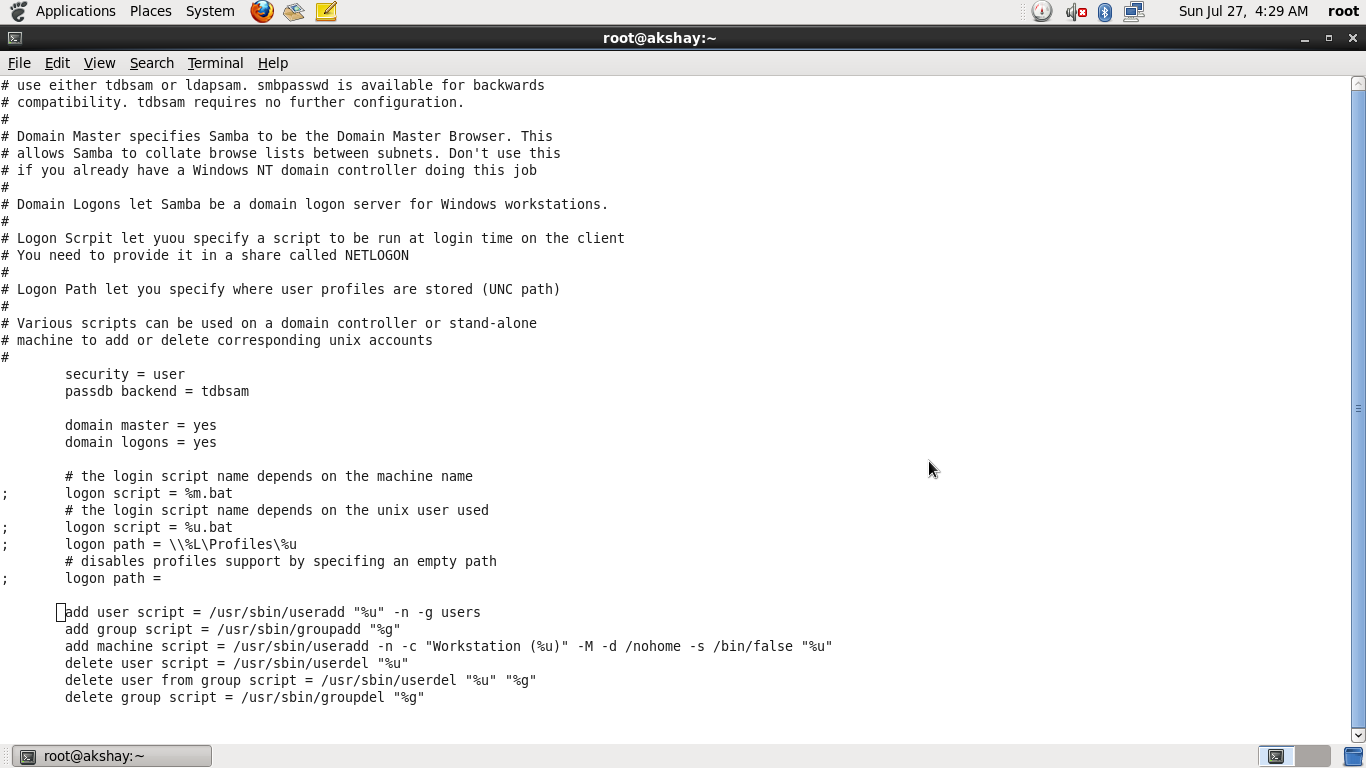 Applications Places System Sun Jul 27, 4:29 AM root
root@akshay:~
File Edit View Search Terminal Help
# use either tdbsam or ldapsam. smbpasswd is available for backwards
# compatibility. tdbsam requires no further configuration.
#
# Domain Master specifies Samba to be the Domain Master Browser. This
# allows Samba to collate browse lists between subnets. Don't use this
# if you already have a Windows NT domain controller doing this job
#
# Domain Logons let Samba be a domain logon server for Windows workstations.
#
# Logon Scrpit let yuou specify a script to be run at login time on the client
# You need to provide it in a share called NETLOGON
#
# Logon Path let you specify where user profiles are stored (UNC path)
#
# Various scripts can be used on a domain controller or stand-alone
# machine to add or delete corresponding unix accounts
#
        security = user
        passdb backend = tdbsam

        domain master = yes
        domain logons = yes

        # the login script name depends on the machine name
;       logon script = %m.bat
        # the login script name depends on the unix user used
;       logon script = %u.bat
;       logon path = \\%L\Profiles\%u
        # disables profiles support by specifing an empty path
;       logon path =

        add user script = /usr/sbin/useradd "%u" -n -g users
        add group script = /usr/sbin/groupadd "%g"
        add machine script = /usr/sbin/useradd -n -c "Workstation (%u)" -M -d /nohome -s /bin/false "%u"
        delete user script = /usr/sbin/userdel "%u"
        delete user from group script = /usr/sbin/userdel "%u" "%g"
        delete group script = /usr/sbin/groupdel "%g"
root@akshay:~